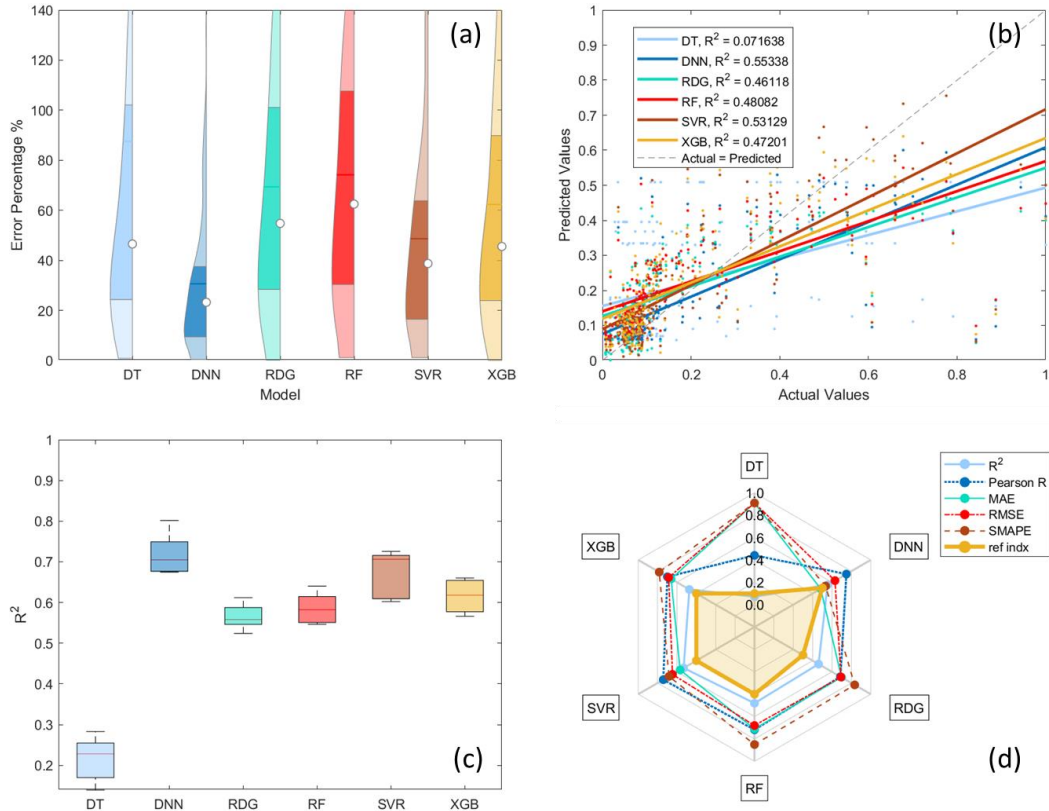 140
120
100
80
60
40
20
0
Error Percentage %
(a)
DT
DNN
RDG
RF
SVR
XGB
Model
1
0.9
0.8
0.7
0.6
0.5
0.4
0.3
0.2
0.1
0
Predicted Values
DT, R² = 0.071638
DNN, R² = 0.55338
RDG, R² = 0.46118
RF, R² = 0.48082
SVR, R² = 0.53129
XGB, R² = 0.47201
Actual = Predicted
(b)
0
0.2
0.4
0.6
0.8
1
Actual Values
1
0.9
0.8
0.7
0.6
0.5
0.4
0.3
0.2
R²
(c)
DT
DNN
RDG
RF
SVR
XGB
DT
1.0
0.8
0.6
0.4
0.2
0.0
XGB
DNN
SVR
RDG
RF
R²
Pearson R
MAE
RMSE
SMAPE
ref indx
(d)